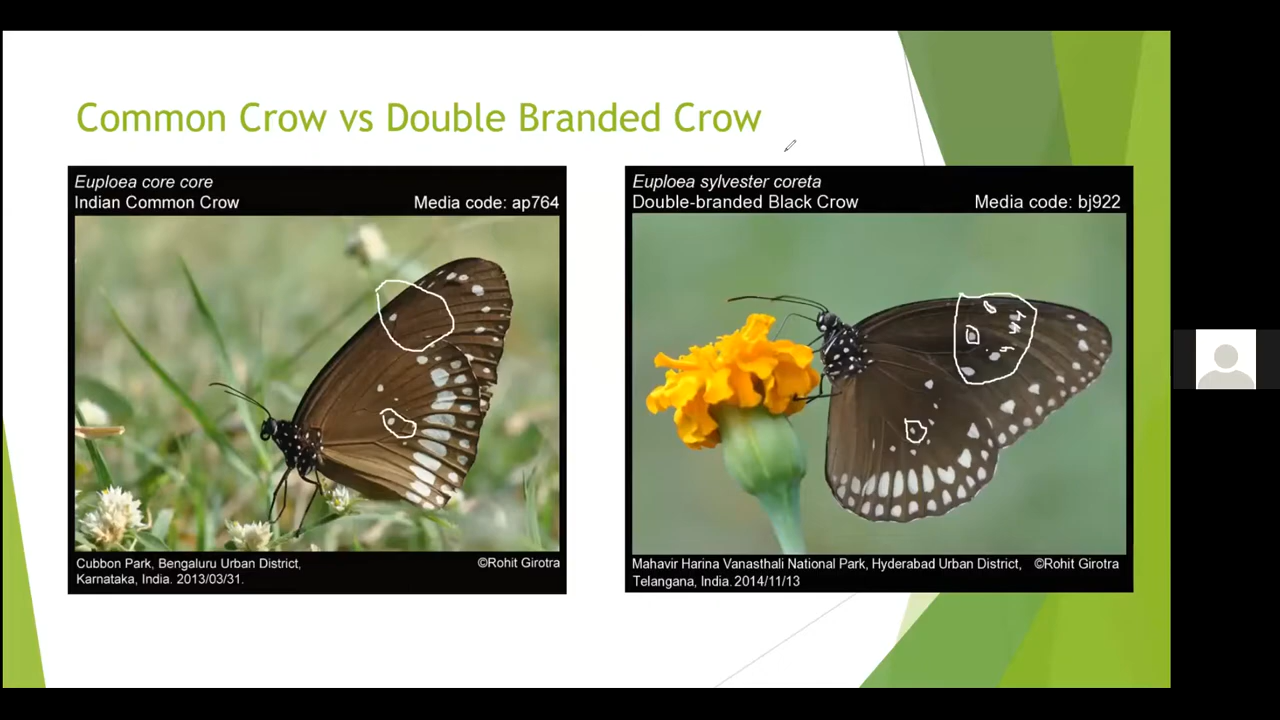 Common Crow vs Double Branded Crow
Euploea core core
Indian Common Crow
Media code: ap764
Cubbon Park, Bengaluru Urban District,
Karnataka, India. 2013/03/31.
©Rohit Girotra
Euploea sylvester coreta
Double-branded Black Crow
Media code: bj922
Mahavir Harina Vanasthali National Park, Hyderabad Urban District,
Telangana, India. 2014/11/13
©Rohit Girotra